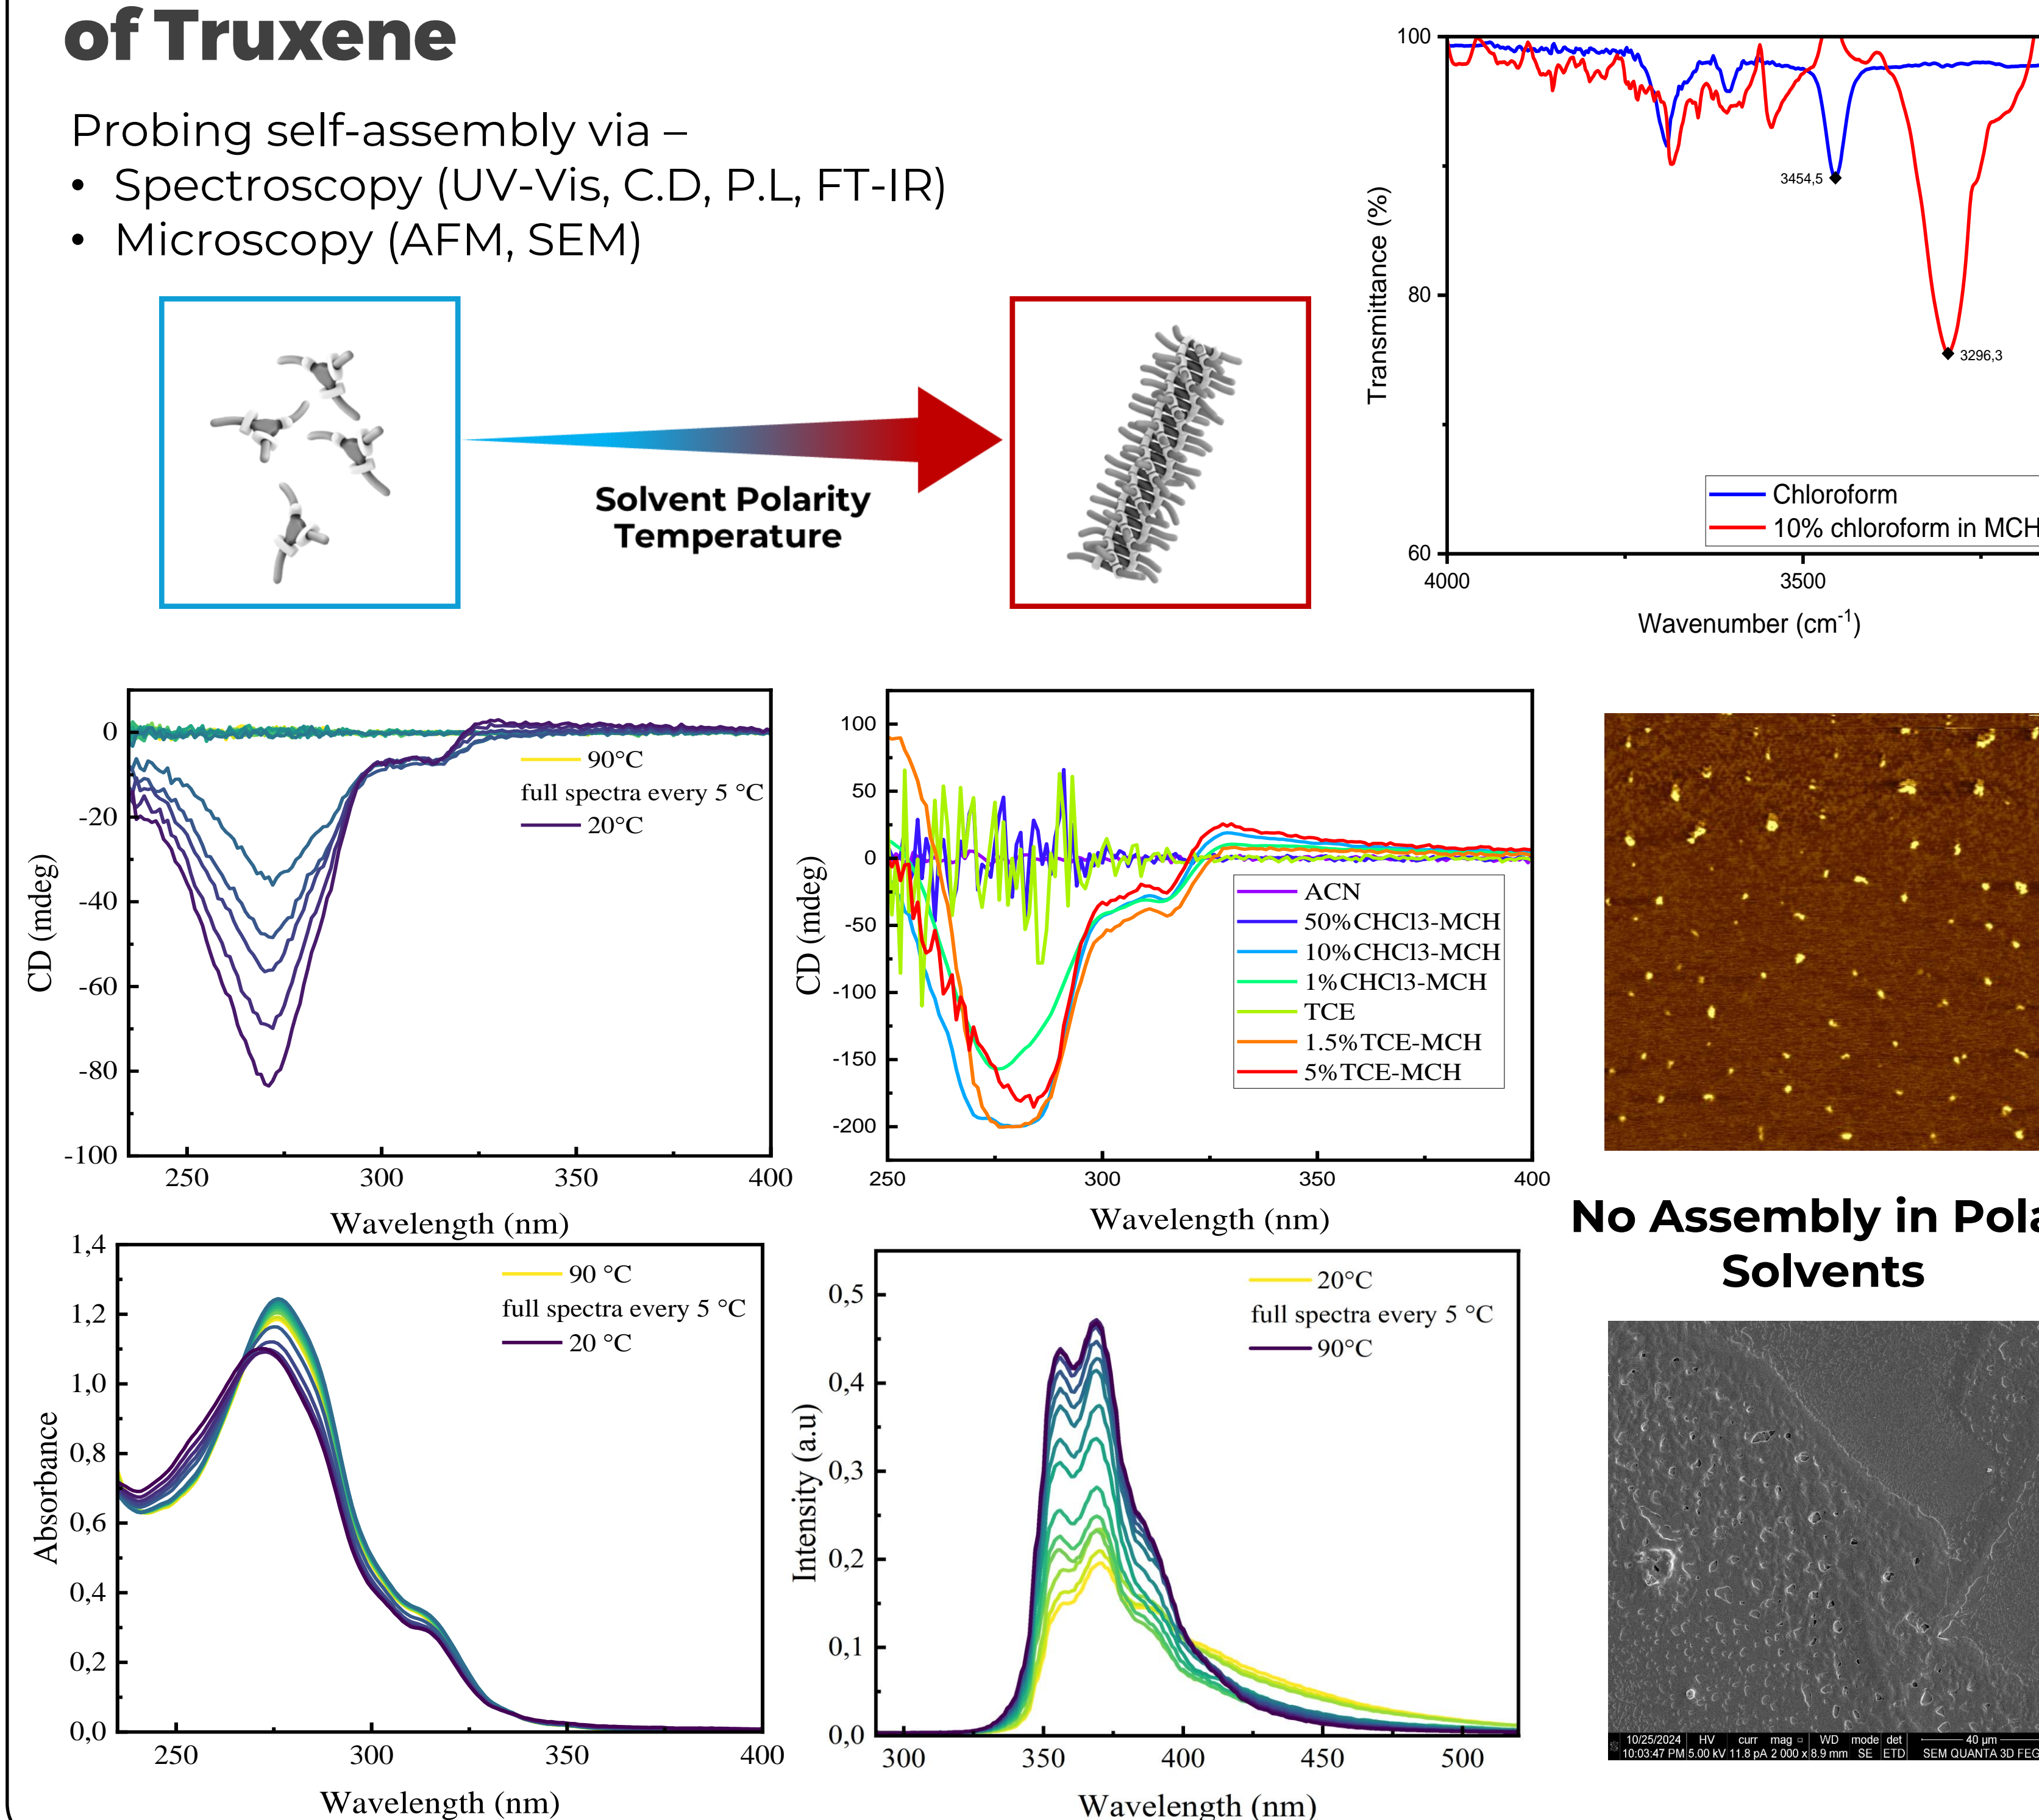 of Truxene
Probing self-assembly via –
• Spectroscopy (UV-Vis, C.D, P.L, FT-IR)
• Microscopy (AFM, SEM)
Solvent Polarity
Temperature
100
80
60
Transmittance (%)
3454,5
3296,3
Chloroform
10% chloroform in MCH
4000
3500
Wavenumber (cm-1)
0
-20
-40
-60
-80
-100
CD (mdeg)
90°C
full spectra every 5 °C
20°C
250
300
350
400
Wavelength (nm)
100
50
0
-50
-100
-150
-200
CD (mdeg)
ACN
50%CHCl3-MCH
10%CHCl3-MCH
1%CHCl3-MCH
TCE
1.5%TCE-MCH
5%TCE-MCH
250
300
350
400
Wavelength (nm)
No Assembly in Pola
Solvents
1,4
1,2
1,0
0,8
0,6
0,4
0,2
0,0
Absorbance
90 °C
full spectra every 5 °C
20 °C
250
300
350
400
Wavelength (nm)
0,5
0,4
0,3
0,2
0,1
0,0
Intensity (a.u)
20°C
full spectra every 5 °C
90°C
300
350
400
450
500
Wavelength (nm)
10/25/2024 HV curr mag □ WD mode det 40 µm
10:03:47 PM 5.00 kV 11.8 pA 2 000 x 8.9 mm SE ETD SEM QUANTA 3D FEG